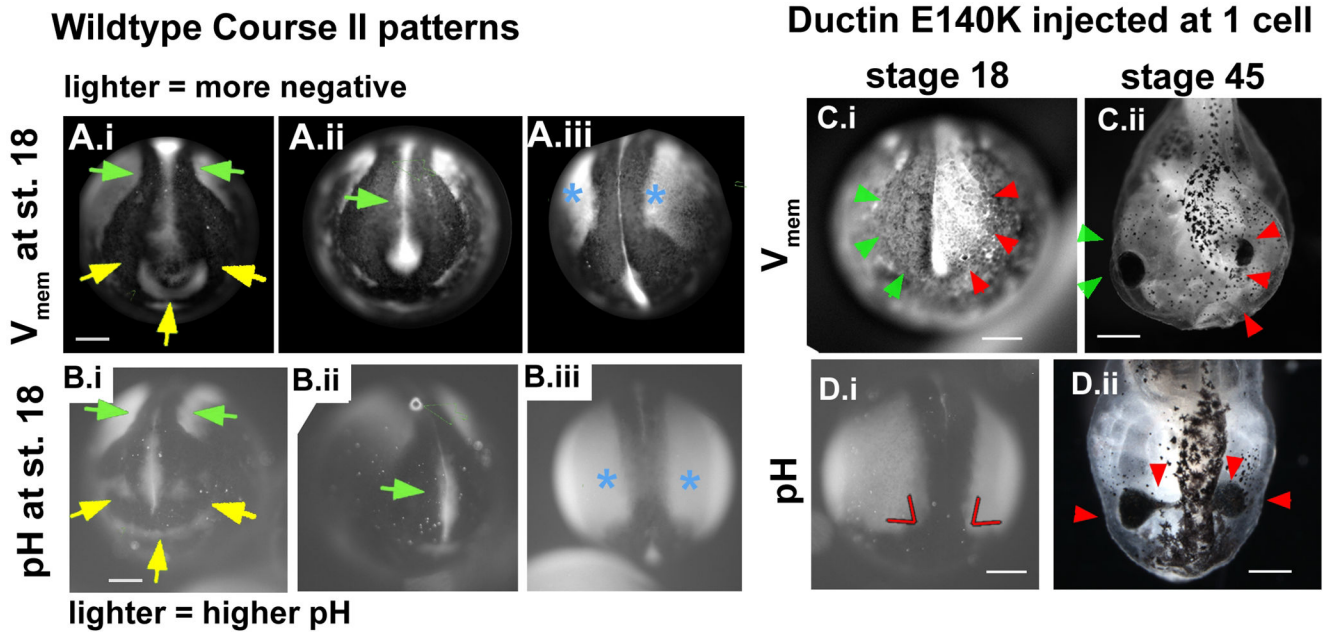 Wildtype Course II patterns
Ductin E140K injected at 1 cell
lighter = more negative
stage 18
stage 45
Vmem at st. 18
A.i
A.ii
A.iii
Vmem
C.i
C.ii
pH at st. 18
B.i
B.ii
B.iii
pH
D.i
D.ii
lighter = higher pH
* *
* *